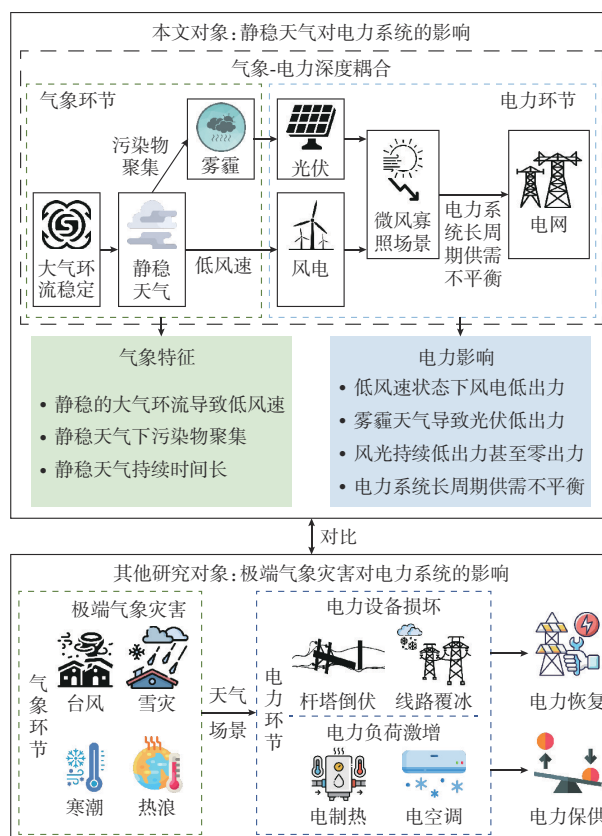 本文对象:静稳天气对电力系统的影响
气象-电力深度耦合
气象环节
电力环节
污染物
聚集
雾霾
光伏
大气环
流稳定
静稳
天气
低风速
风电
微风寡
照场景
电力系
统长周
期供需
不平衡
电网
气象特征
• 静稳的大气环流导致低风速
• 静稳天气下污染物聚集
• 静稳天气持续时间长
电力影响
• 低风速状态下风电低出力
• 雾霾天气导致光伏低出力
• 风光持续低出力甚至零出力
• 电力系统长周期供需不平衡
对比
其他研究对象:极端气象灾害对电力系统的影响
气象环节
极端气象灾害
台风
雪灾
寒潮
热浪
天气
场景
电力环节
电力设备损坏
杆塔倒伏
线路覆冰
电力负荷激增
电制热
电空调
电力恢复
电力保供